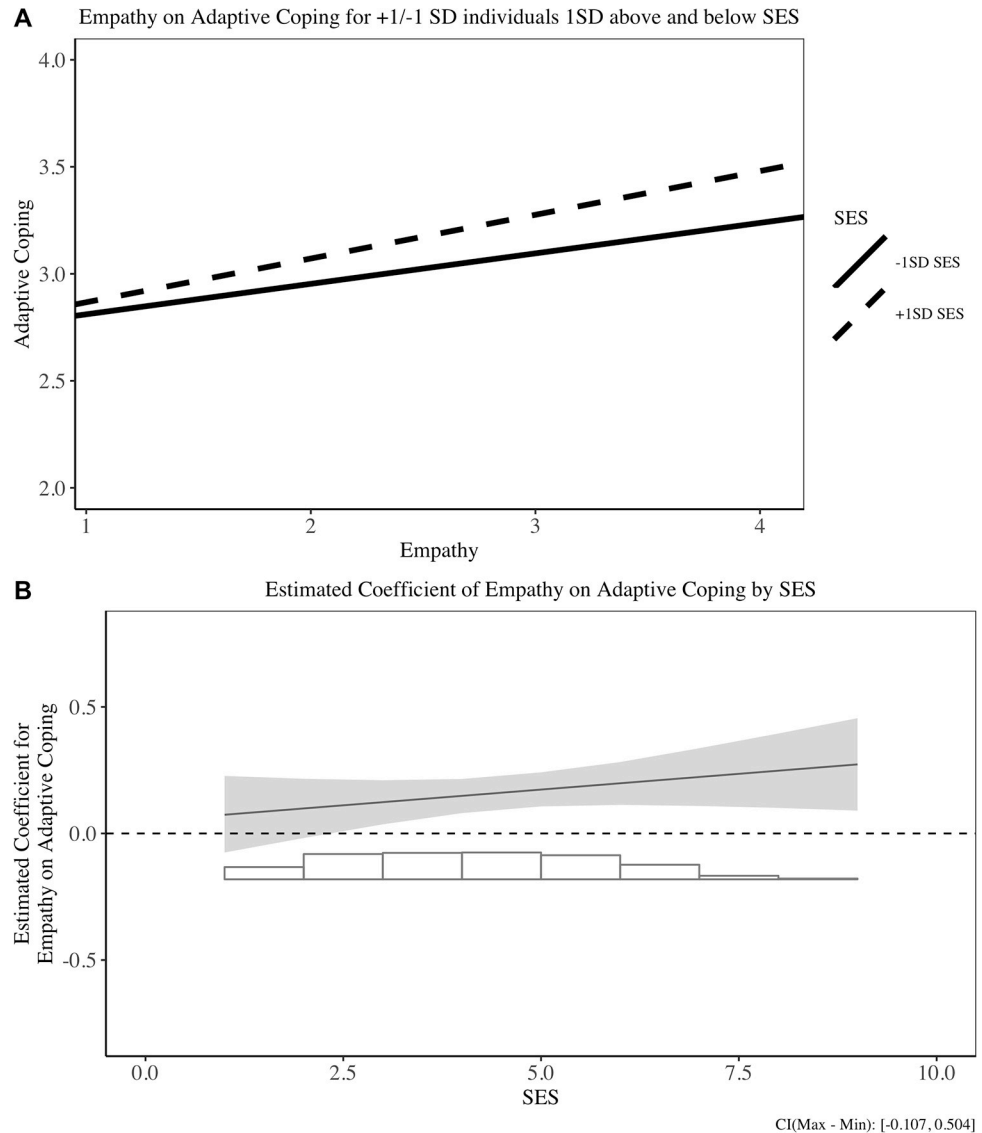 A
Empathy on Adaptive Coping for +1/-1 SD individuals 1SD above and below SES
4.0
3.5
3.0
2.5
2.0
Adaptive Coping
1 2 3 4
Empathy
SES
-1SD SES
+1SD SES
B
Estimated Coefficient of Empathy on Adaptive Coping by SES
0.5
0.0
-0.5
Estimated Coefficient for
Empathy on Adaptive Coping
0.0 2.5 5.0 7.5 10.0
SES
CI(Max - Min): [-0.107, 0.504]